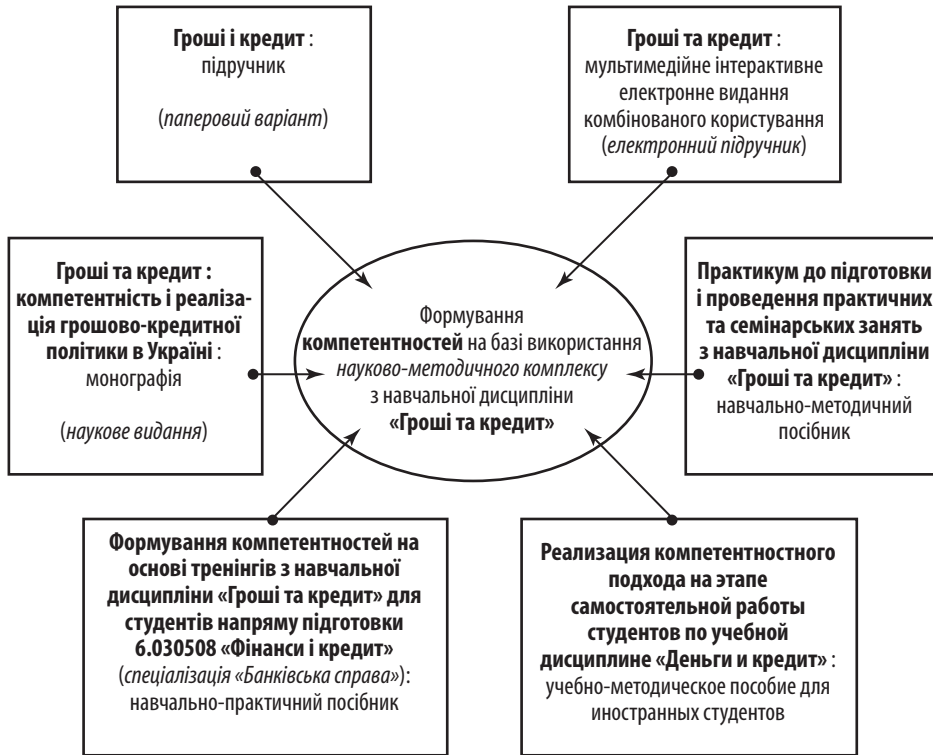 Гроші і кредит :
підручник
(паперовий варіант)
Гроші та кредит :
мультимедійне інтерактивне
електронне видання
комбінованого користування
(електронний підручник)
Гроші та кредит :
компетентність і реаліза-
ція грошово-кредитної
політики в Україні :
монографія
(наукове видання)
Формування
компетентностей на базі використання
науково-методичного комплексу
з навчальної дисципліни
«Гроші та кредит»
Практикум до підготовки
і проведення практичних
та семінарських занять
з навчальної дисципліни
«Гроші та кредит» :
навчально-методичний
посібник
Формування компетентностей на
основі тренінгів з навчальної
дисципліни «Гроші та кредит» для
студентів напряму підготовки
6.030508 «Фінанси і кредит»
(спеціалізація «Банківська справа»):
навчально-практичний посібник
Реализация компетентностного
подхода на этапе
самостоятельной работы
студентов по учебной
дисциплине «Деньги и кредит» :
учебно-методическое пособие для
иностранных студентов